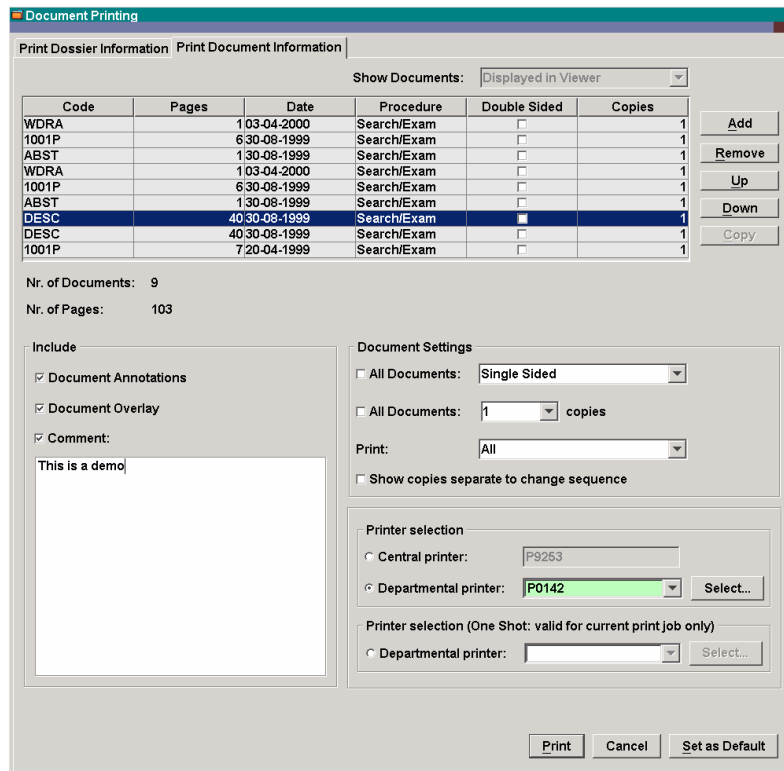 Document Printing
Print Dossier Information Print Document Information
Show Documents: Displayed in Viewer
Code Pages Date Procedure Double Sided Copies
WDRA 1 03-04-2000 Search/Exam 1
1001P 6 30-08-1999 Search/Exam 1
ABST 1 30-08-1999 Search/Exam 1
WDRA 1 03-04-2000 Search/Exam 1
1001P 6 30-08-1999 Search/Exam 1
ABST 1 30-08-1999 Search/Exam 1
DESC 40 30-08-1999 Search/Exam 1
DESC 40 30-08-1999 Search/Exam 1
1001P 7 20-04-1999 Search/Exam 1
Add
Remove
Up
Down
Copy
Nr. of Documents: 9
Nr. of Pages: 103
Include
Document Annotations
Document Overlay
Comment:
This is a demo
Document Settings
All Documents: Single Sided
All Documents: 1 copies
Print: All
Show copies separate to change sequence
Printer selection
Central printer: P9253
Departmental printer: P0142 Select...
Printer selection (One Shot: valid for current print job only)
Departmental printer: Select...
Print Cancel Set as Default